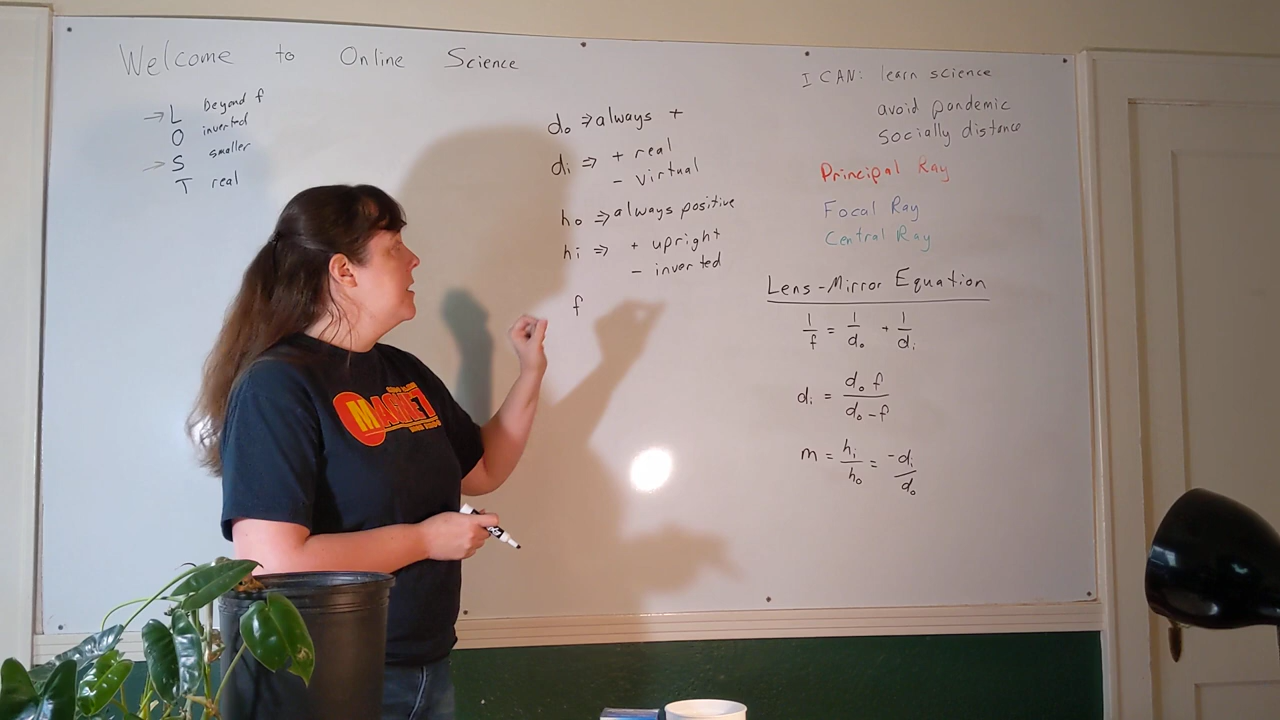 Welcome to Online Science
→ L beyond f
O inverted
→ S smaller
T real
do ⇒ always +
di ⇒ + real
- virtual
ho ⇒ always positive
hi ⇒ + upright
- inverted
f
I CAN: learn science
avoid pandemic
socially distance
Principal Ray
Focal Ray
Central Ray
Lens-Mirror Equation
1/f = 1/do + 1/di
di = do f / do - f
m = hi/ho = -di/do
MAGNET